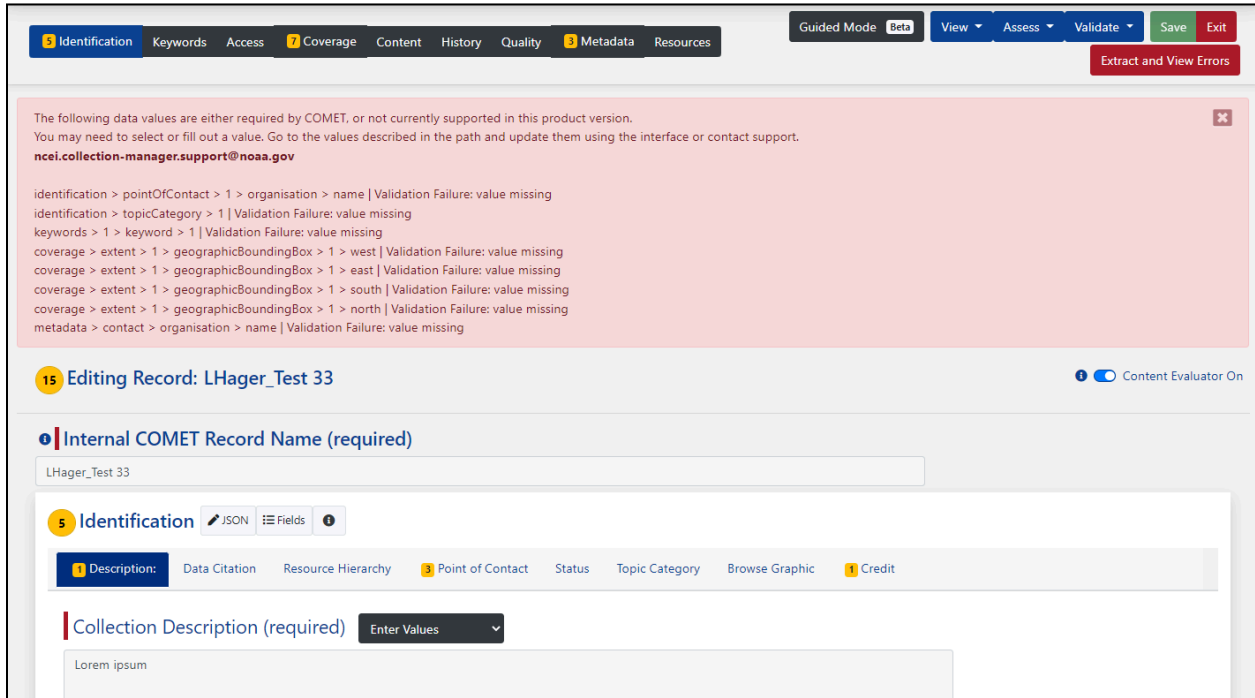 5 Identification Keywords Access 7 Coverage Content History Quality 3 Metadata Resources
Guided Mode Beta View Assess Validate Save Exit
Extract and View Errors
The following data values are either required by COMET, or not currently supported in this product version.
You may need to select or fill out a value. Go to the values described in the path and update them using the interface or contact support.
ncei.collection-manager.support@noaa.gov
identification > pointOfContact > 1 > organisation > name | Validation Failure: value missing
identification > topicCategory > 1 | Validation Failure: value missing
keywords > 1 > keyword > 1 | Validation Failure: value missing
coverage > extent > 1 > geographicBoundingBox > 1 > west | Validation Failure: value missing
coverage > extent > 1 > geographicBoundingBox > 1 > east | Validation Failure: value missing
coverage > extent > 1 > geographicBoundingBox > 1 > south | Validation Failure: value missing
coverage > extent > 1 > geographicBoundingBox > 1 > north | Validation Failure: value missing
metadata > contact > organisation > name | Validation Failure: value missing
15 Editing Record: LHager_Test 33
Content Evaluator On
Internal COMET Record Name (required)
LHager_Test 33
5 Identification JSON Fields
1 Description: Data Citation Resource Hierarchy 3 Point of Contact Status Topic Category Browse Graphic 1 Credit
Collection Description (required) Enter Values
Lorem ipsum